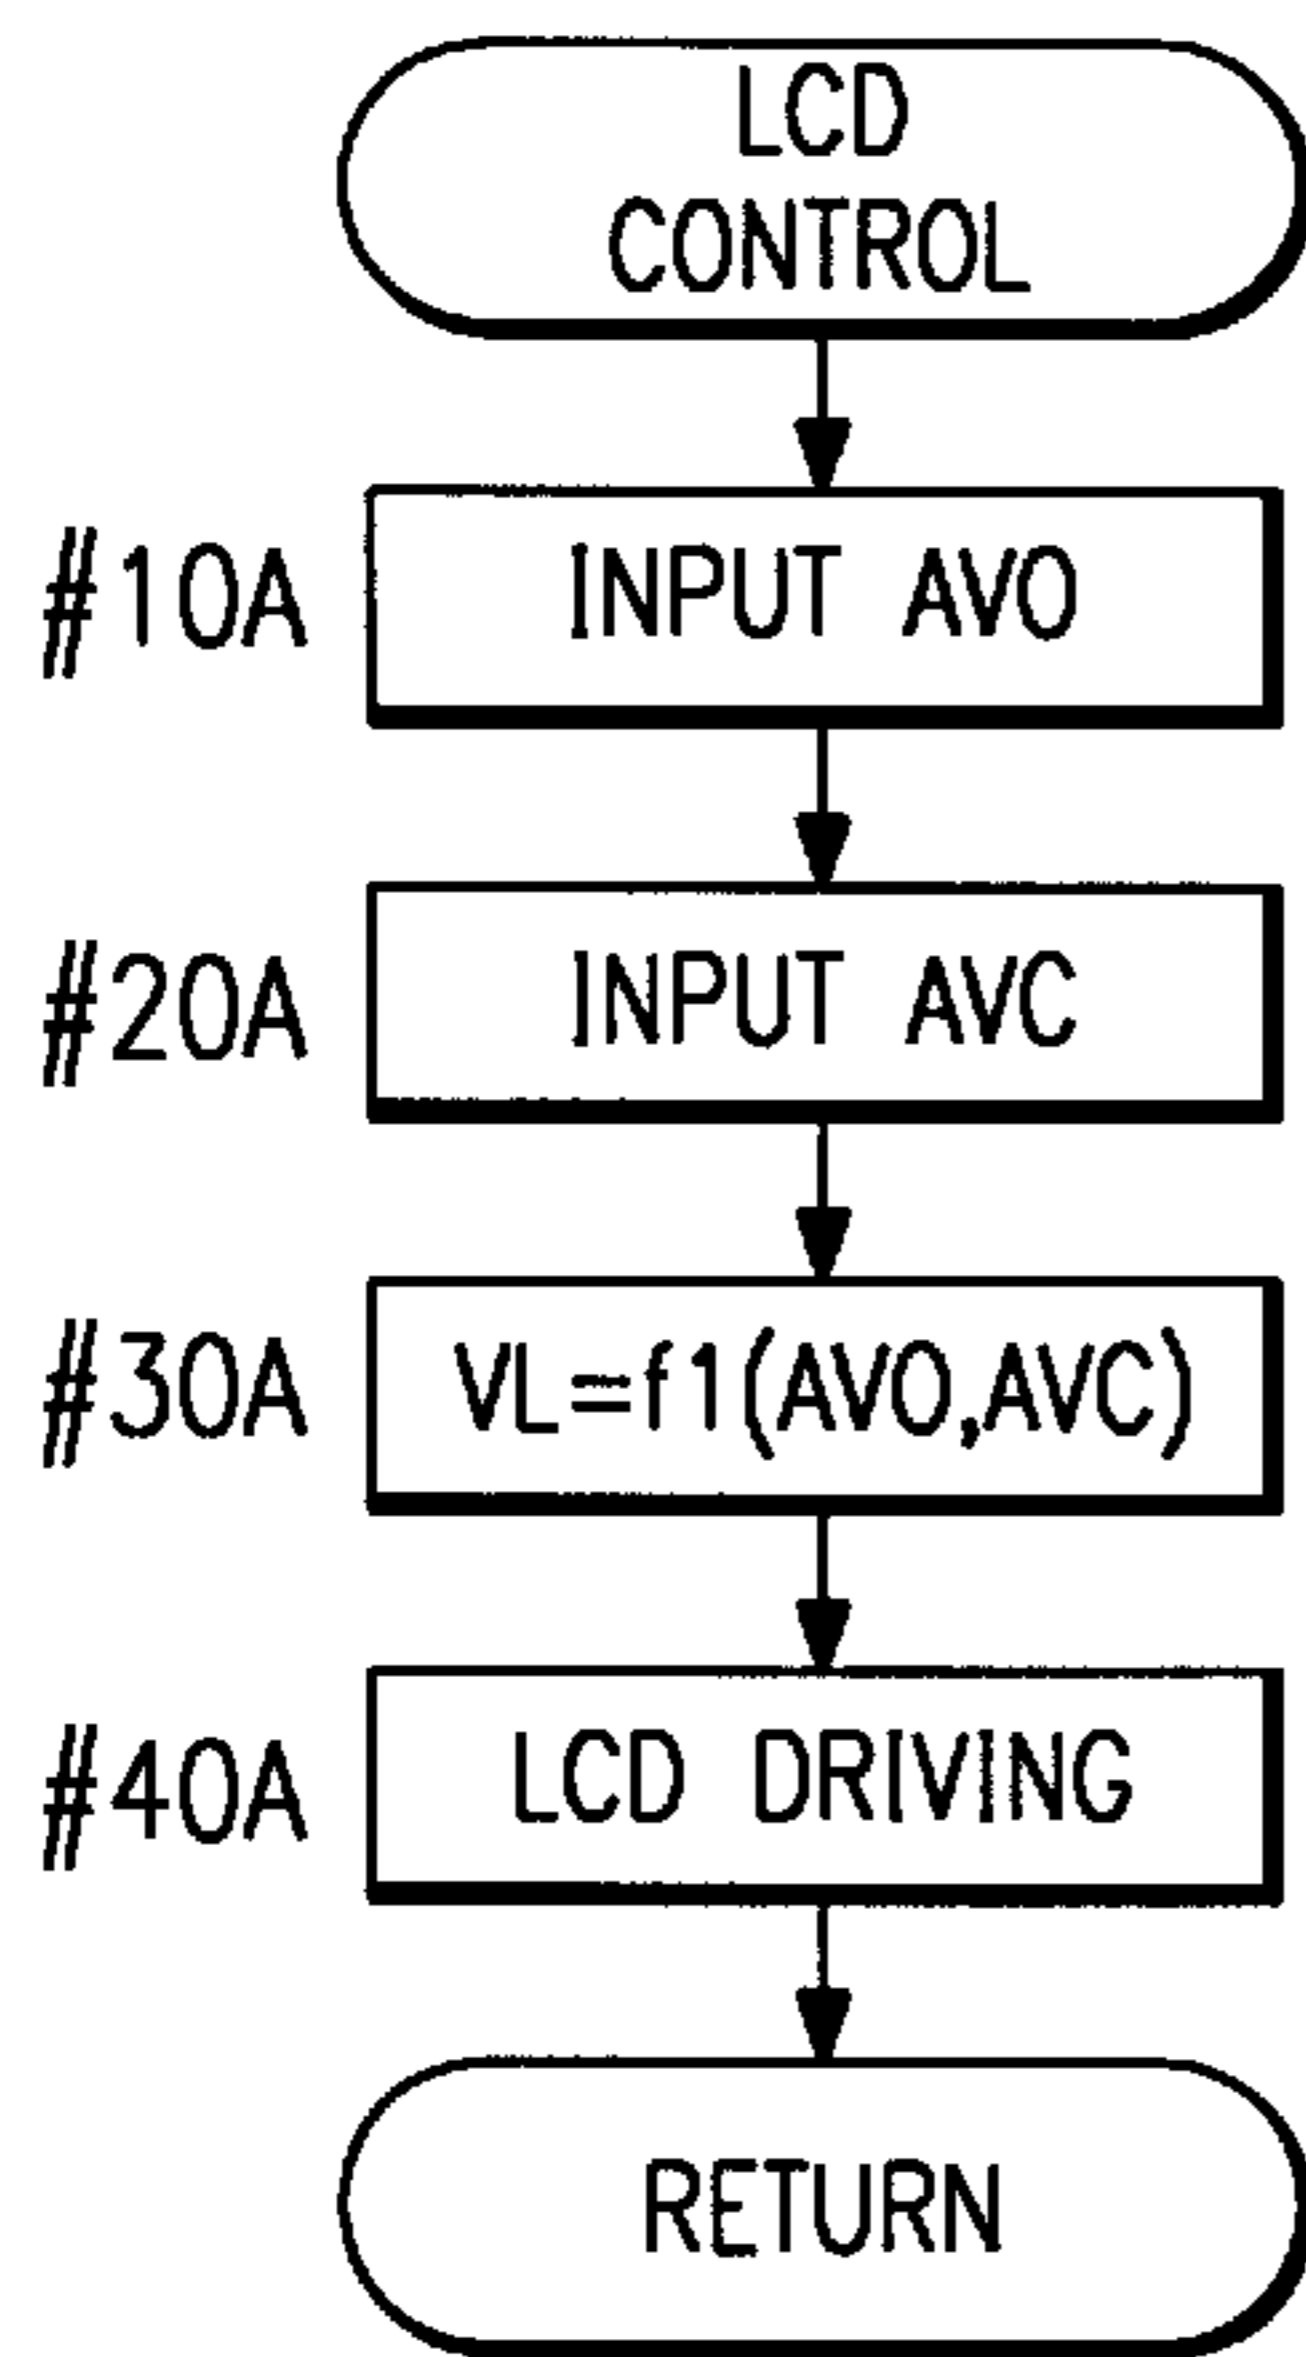 LCD
CONTROL
#10A INPUT AVO
#20A INPUT AVC
#30A VL=f1(AVO,AVC)
#40A LCD DRIVING
RETURN